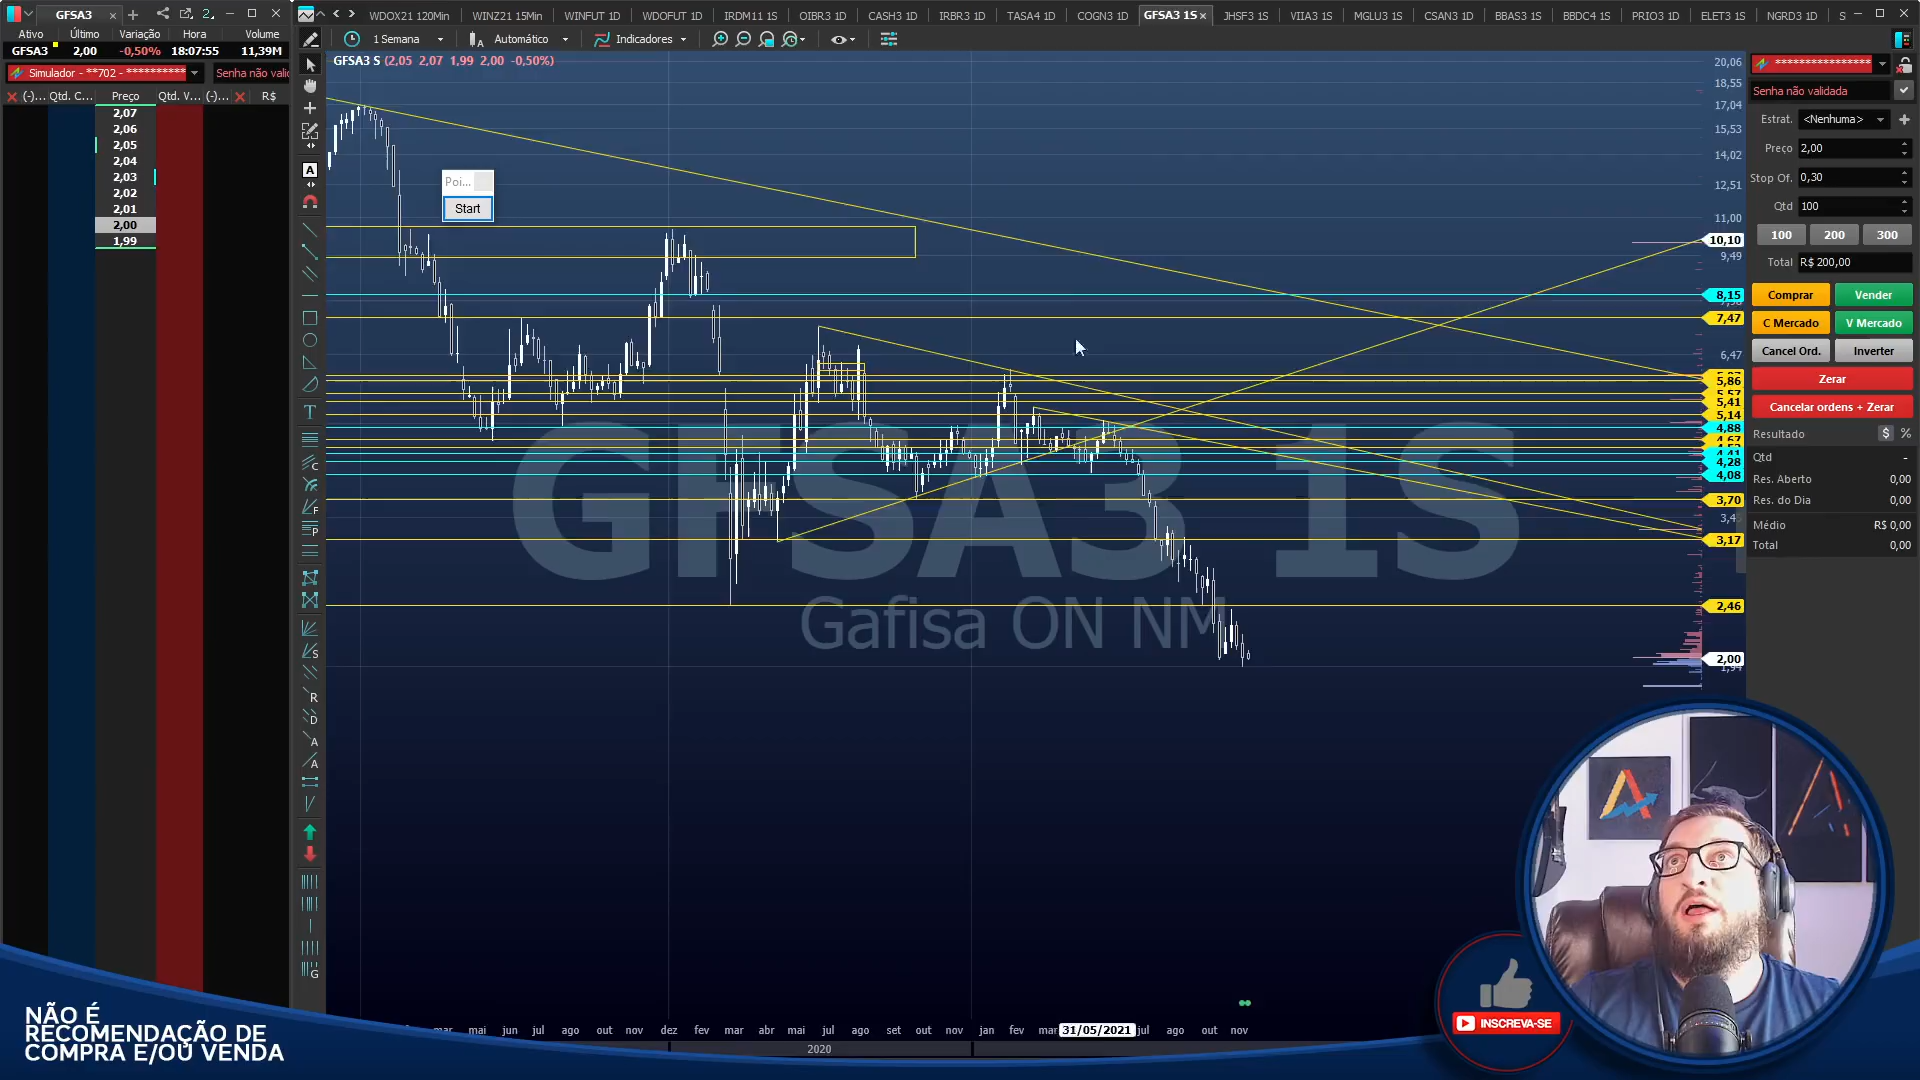 GFSA3
WDOX21 120Min
WINZ21 15Min
WINFUT 1D
WDOFUT 1D
IRDM11 1S
OIBR3 1D
CASH3 1D
IRBR3 1D
TASA4 1D
COGN3 1D
GFSA3 1S
JHSF3 1S
VIIA3 1S
MGLU3 1S
CSAN3 1D
BBAS3 1S
BBDC4 1S
PRIO3 1D
ELET3 1S
NGRD3 1D
Ativo Último Variação Hora Volume
GFSA3 2,00 -0,50% 18:07:55 11,39M
1 Semana
Automático
Indicadores
Simulador - **702 - ***********
Senha não valid
(-)... Qtd. C... Preço Qtd. V... (-)... R$
2,07
2,06
2,05
2,04
2,03
2,02
2,01
2,00
1,99
GFSA3 S (2,05 2,07 1,99 2,00 -0,50%)
Poi...
Start
GFSA3 1S
Gafisa ON NM
20,06
18,55
17,04
15,53
14,02
12,51
11,00
10,10
9,49
8,15
7,47
6,47
5,86
5,41
5,14
4,88
4,28
4,08
3,70
3,17
2,46
2,00
Senha não validada
Estrat. <Nenhuma>
Preço 2,00
Stop Of. 0,30
Qtd 100
100 200 300
Total R$ 200,00
Comprar Vender
C Mercado V Mercado
Cancel Ord. Inverter
Zerar
Cancelar ordens + Zerar
Resultado $ %
Qtd -
Res. Aberto 0,00
Res. do Dia 0,00
Médio R$ 0,00
Total 0,00
mar mai jun jul ago out nov dez fev mar abr mai jul ago set out nov jan fev mar 31/05/2021 jul ago out nov
2020
NÃO É
RECOMENDAÇÃO DE
COMPRA E/OU VENDA
INSCREVA-SE